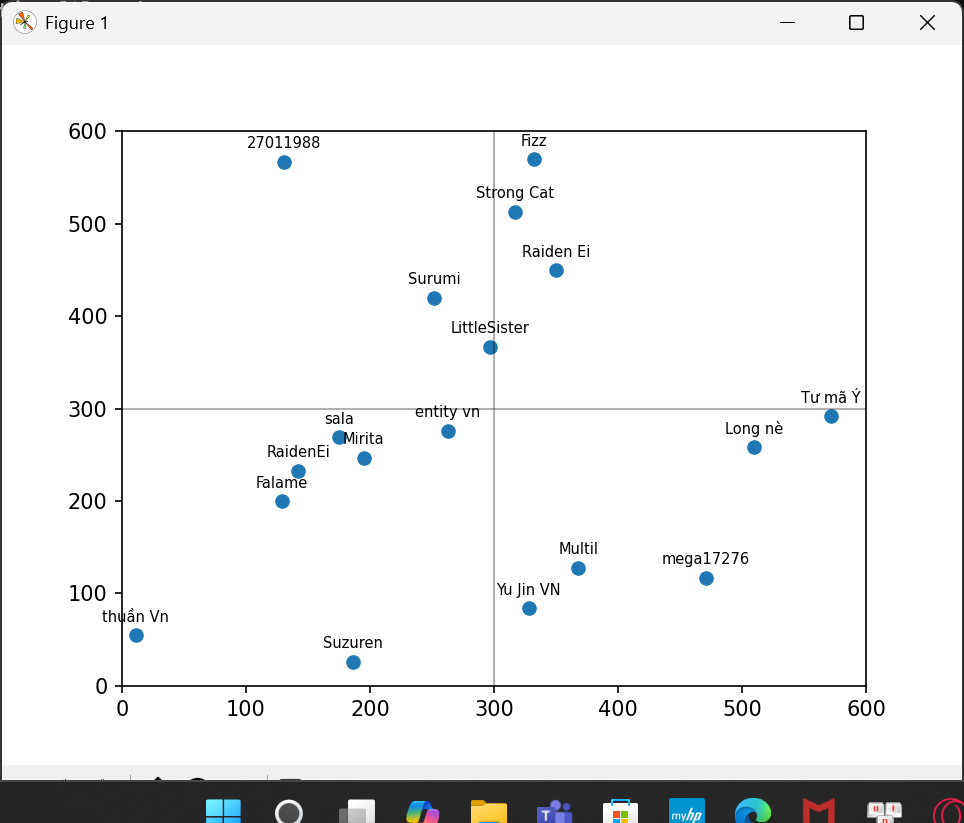 Figure 1
600
27011988
Fizz
Strong Cat
500
Raiden Ei
Surumi
400
LittleSister
300
Tư mã Ý
entity vn
sala
Long nè
Mirita
RaidenEi
Falame
200
Multil
mega17276
100
Yu Jin VN
thuần Vn
Suzuren
0
0 100 200 300 400 500 600
T
myhp
u i
n